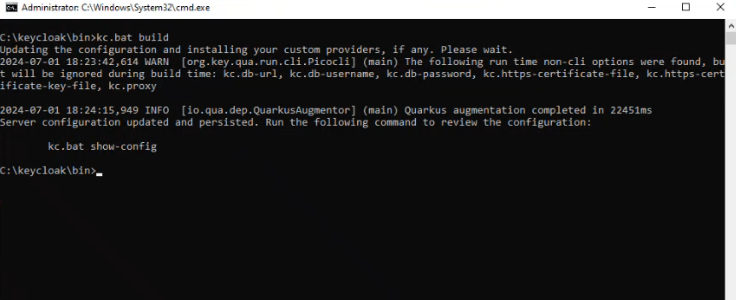 Administrator: C:\Windows\System32\cmd.exe
C:\keycloak\bin>kc.bat build
Updating the configuration and installing your custom providers, if any. Please wait.
2024-07-01 18:23:42,614 WARN  [org.key.qua.run.cli.Picocli] (main) The following run time non-cli options were found, bu
t will be ignored during build time: kc.db-url, kc.db-username, kc.db-password, kc.https-certificate-file, kc.https-cert
ificate-key-file, kc.proxy
2024-07-01 18:24:15,949 INFO  [io.qua.dep.QuarkusAugmentor] (main) Quarkus augmentation completed in 22451ms
Server configuration updated and persisted. Run the following command to review the configuration:
kc.bat show-config
C:\keycloak\bin>